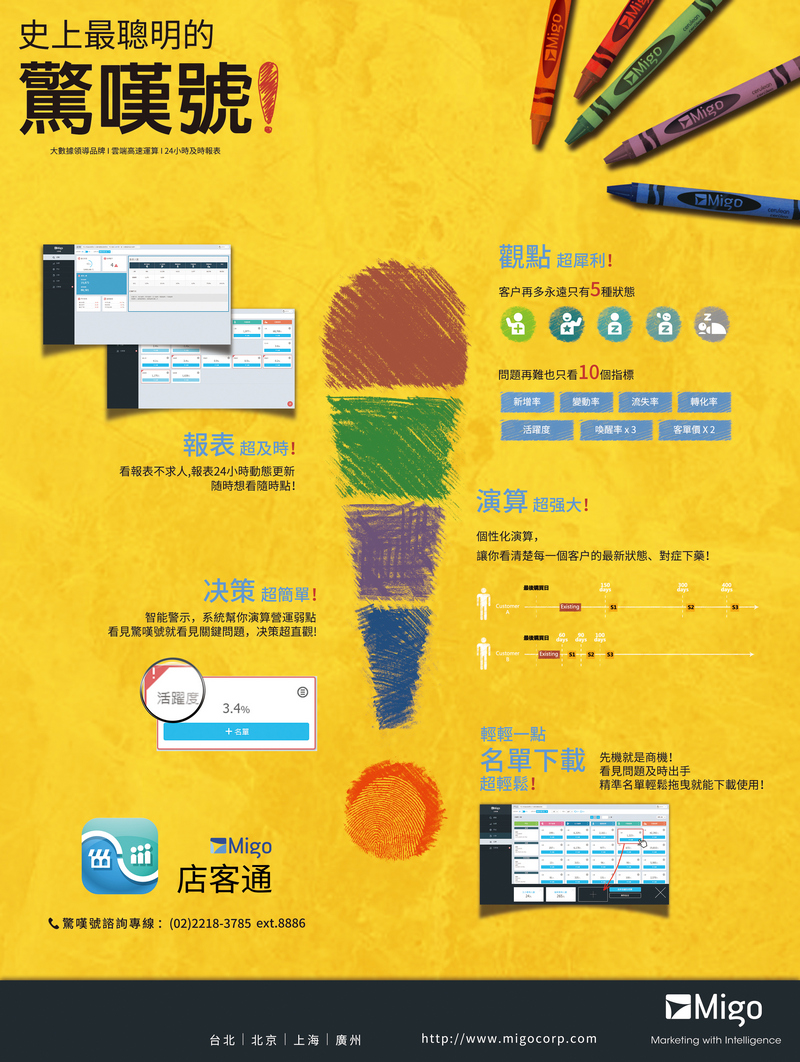 史上最聰明的
驚嘆號!
大數據領導品牌 | 雲端高速運算 | 24小時及時報表
Migo
Migo
Migo
Migo
Migo
報表 超及時!
看報表不求人,報表24小時動態更新
隨時想看隨時點!
决策 超簡單!
智能警示，系統幫你演算營運弱點
看見驚嘆號就看見關鍵問題，决策超直觀!
!
活躍度
3.4%
+ 名單
觀點 超犀利!
客户再多永遠只有5種狀態
問題再難也只看10個指標
新增率 變動率 流失率 轉化率
活躍度 喚醒率 x 3 客單價 X 2
演算 超强大!
個性化演算，
讓你看清楚每一個客户的最新狀態、對症下藥!
最後購買日 150 days 300 days 400 days
Customer A Existing S1 S2 S3
最後購買日 60 days 90 days 100 days
Customer B Existing S1 S2 S3
輕輕一點
名單下載
超輕鬆!
先機就是商機!
看見問題及時出手
精準名單輕鬆拖曳就能下載使用!
Migo
店客通
驚嘆號諮詢專線：(02)2218-3785 ext.8886
台北 | 北京 | 上海 | 廣州
http://www.migocorp.com
Migo
Marketing with Intelligence